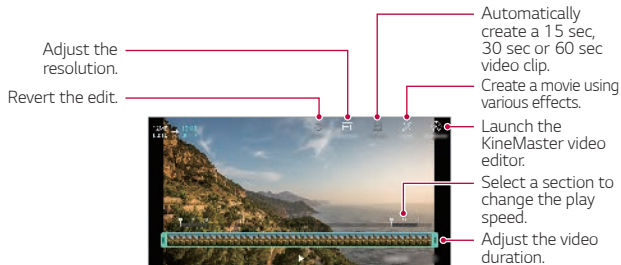 Adjust the
resolution.
Revert the edit.
Automatically
create a 15 sec,
30 sec or 60 sec
video clip.
Create a movie using
various effects.
Launch the
KineMaster video
editor.
Select a section to
change the play
speed.
Adjust the video
duration.